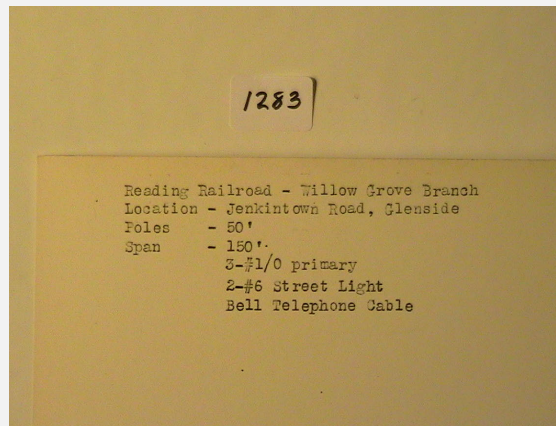 1283
Reading Railroad - Willow Grove Branch
Location - Jenkintown Road, Glenside
Poles - 50'
Span - 150'
3-#1/0 primary
2-#6 Street Light
Bell Telephone Cable